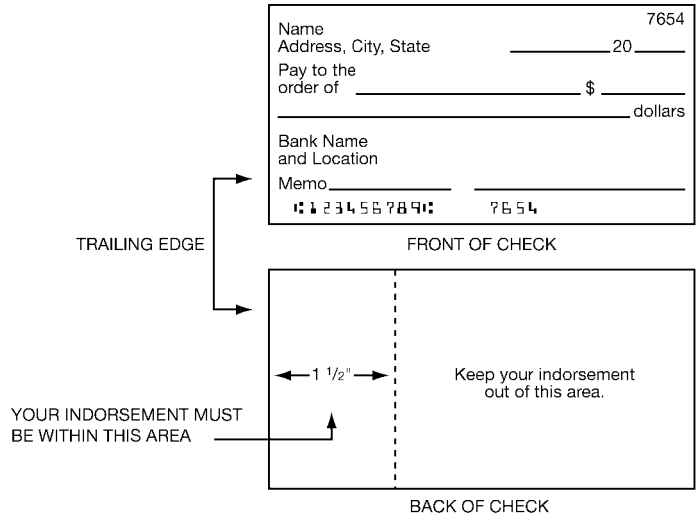 7654
Name
Address, City, State 20
Pay to the
order of $
dollars
Bank Name
and Location
Memo
⑆123456789⑆ 7654
TRAILING EDGE
FRONT OF CHECK
1 1/2"
Keep your indorsement
out of this area.
YOUR INDORSEMENT MUST
BE WITHIN THIS AREA
BACK OF CHECK